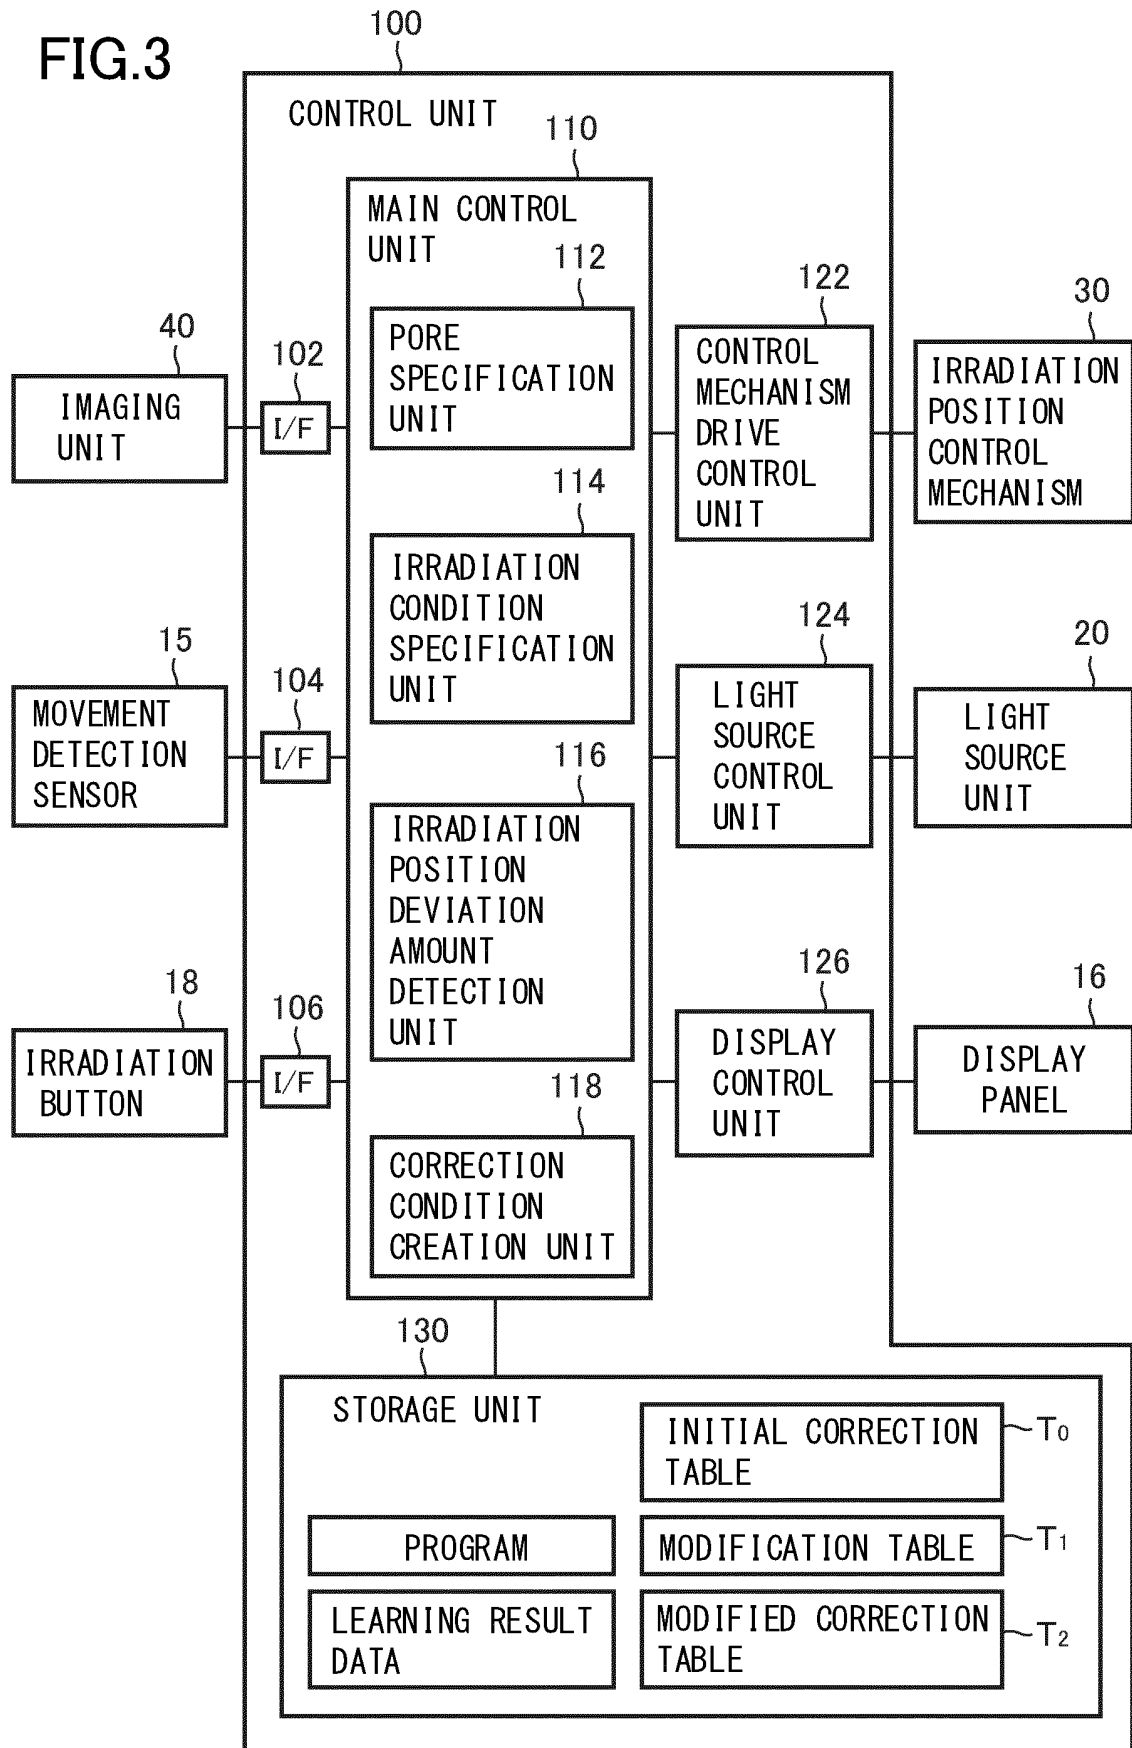 FIG.3
100
CONTROL UNIT
110
MAIN CONTROL
UNIT
112
PORE
SPECIFICATION
UNIT
114
IRRADIATION
CONDITION
SPECIFICATION
UNIT
116
IRRADIATION
POSITION
DEVIATION
AMOUNT
DETECTION
UNIT
118
CORRECTION
CONDITION
CREATION UNIT
40
IMAGING
UNIT
102
I/F
15
MOVEMENT
DETECTION
SENSOR
104
I/F
18
IRRADIATION
BUTTON
106
I/F
122
CONTROL
MECHANISM
DRIVE
CONTROL
UNIT
30
IRRADIATION
POSITION
CONTROL
MECHANISM
124
LIGHT
SOURCE
CONTROL
UNIT
20
LIGHT
SOURCE
UNIT
126
DISPLAY
CONTROL
UNIT
16
DISPLAY
PANEL
130
STORAGE UNIT
INITIAL CORRECTION
TABLE
T0
PROGRAM
MODIFICATION TABLE
T1
LEARNING RESULT
DATA
MODIFIED CORRECTION
TABLE
T2